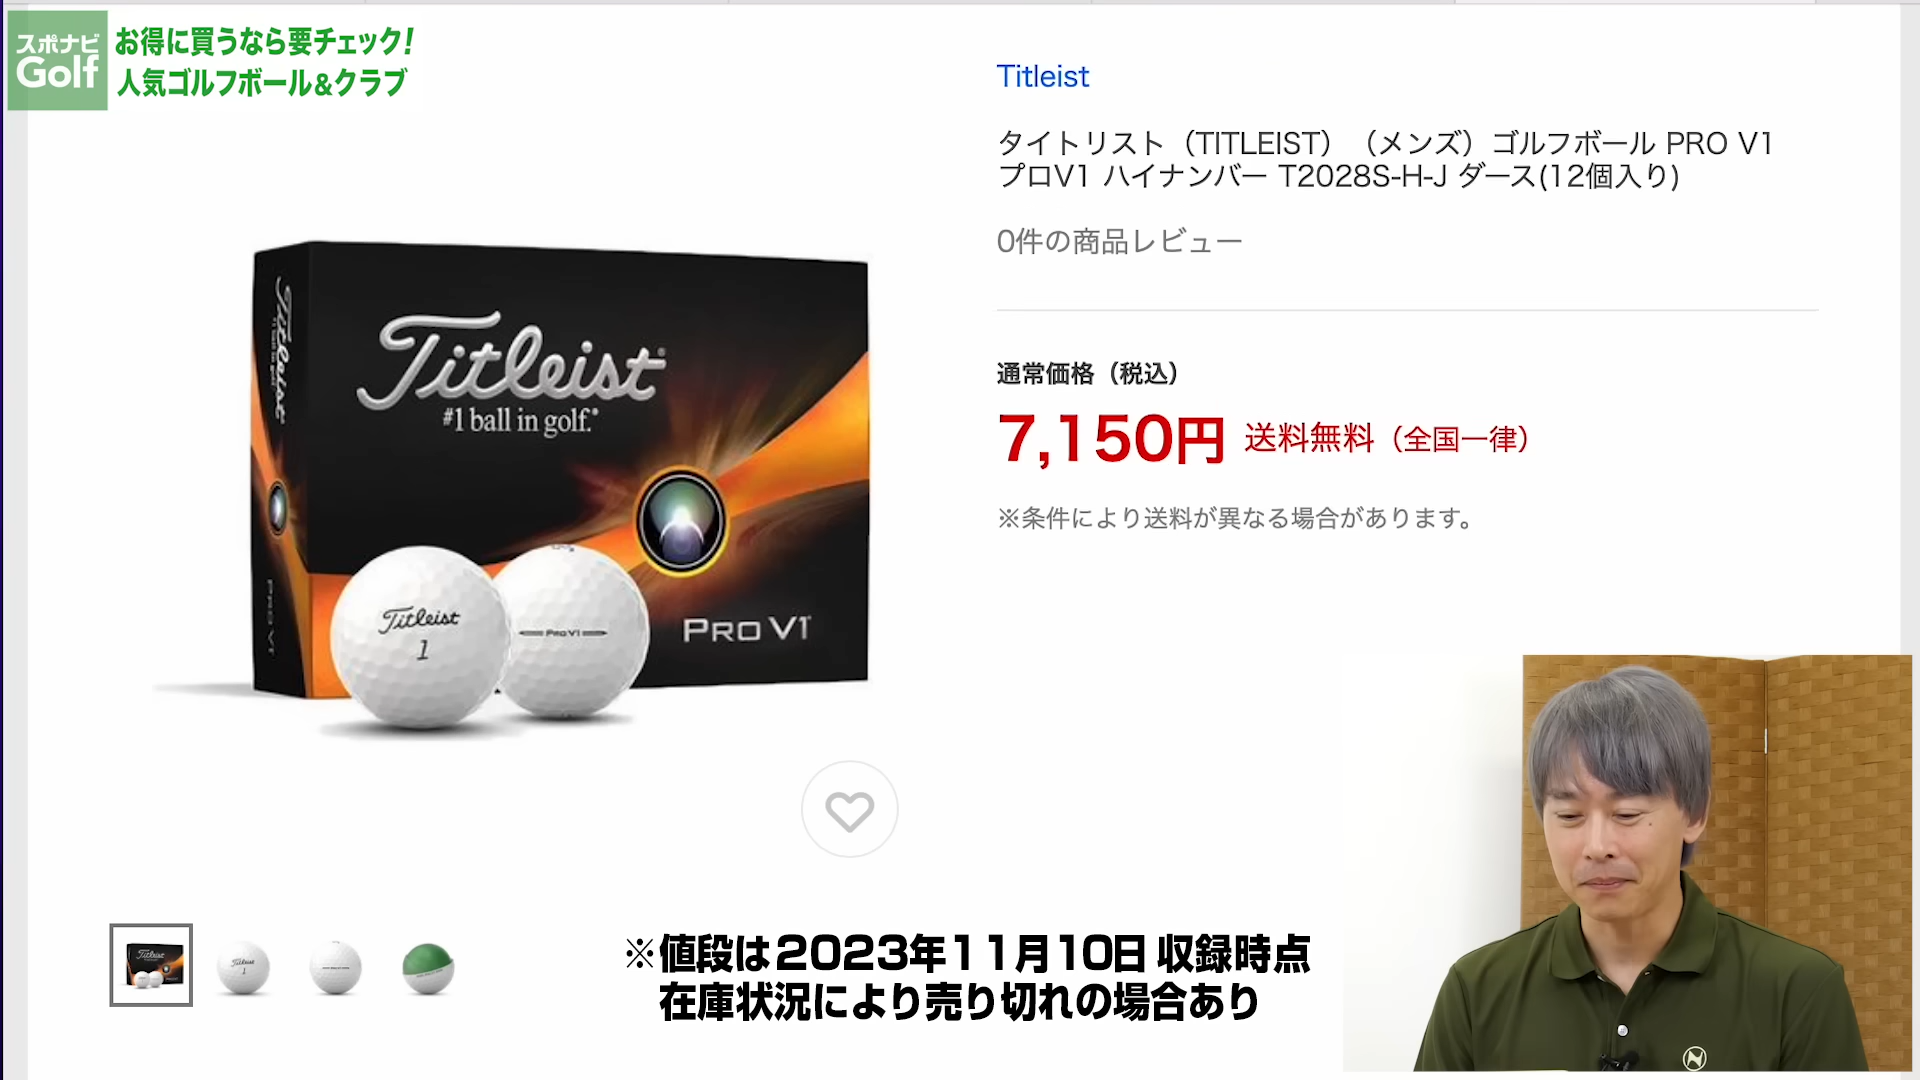 スポナビ
Golf
お得に買うなら要チェック!
人気ゴルフボール&クラブ
Titleist
タイトリスト（TITLEIST）（メンズ）ゴルフボール PRO V1
プロV1 ハイナンバー T2028S-H-J ダース(12個入り)
0件の商品レビュー
通常価格（税込）
7,150円 送料無料（全国一律）
※条件により送料が異なる場合があります。
Titleist
#1 ball in golf.
Titleist
PRO V1
Titleist
1
PRO V1
PRO V1
Titleist
※値段は2023年11月10日 収録時点
在庫状況により売り切れの場合あり